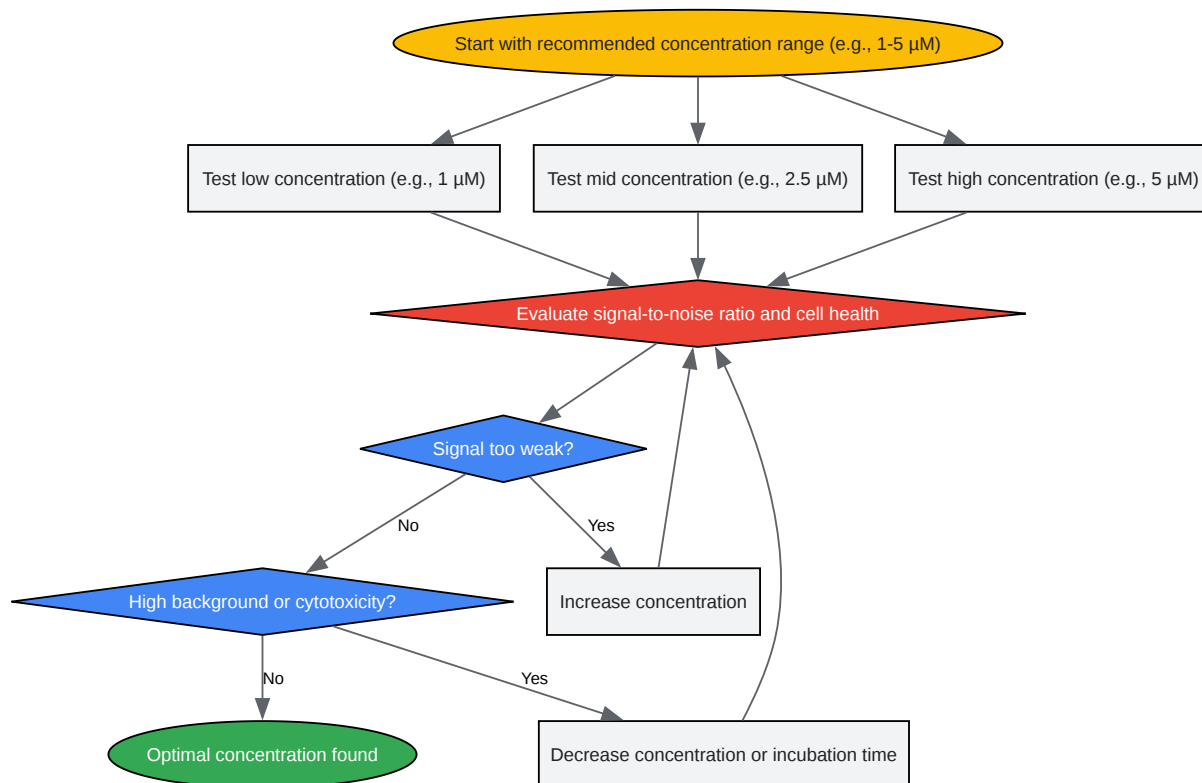 Start with recommended concentration range (e.g., 1-5 µM)
Test low concentration (e.g., 1 µM)
Test mid concentration (e.g., 2.5 µM)
Test high concentration (e.g., 5 µM)
Evaluate signal-to-noise ratio and cell health
Signal too weak?
No
Yes
High background or cytotoxicity?
Increase concentration
No
Yes
Optimal concentration found
Decrease concentration or incubation time